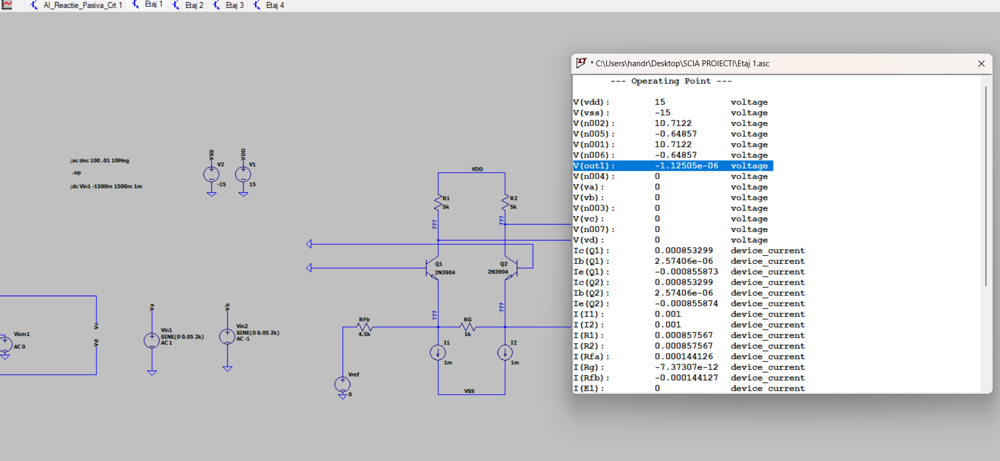 AI_Reactie_Pasiva_Crt 1 Etaj 1 Etaj 2 Etaj 3 Etaj 4
* C:\Users\handr\Desktop\SCIA PROIECT!\Etaj 1.asc
--- Operating Point ---
V(vdd): 15 voltage
V(vss): -15 voltage
V(n002): 10.7122 voltage
V(n005): -0.64857 voltage
V(n001): 10.7122 voltage
V(n006): -0.64857 voltage
V(out1): -1.12505e-06 voltage
V(n004): 0 voltage
V(va): 0 voltage
V(vb): 0 voltage
V(n003): 0 voltage
V(vc): 0 voltage
V(n007): 0 voltage
V(vd): 0 voltage
Ic(Q1): 0.000853299 device_current
Ib(Q1): 2.57406e-06 device_current
Ie(Q1): -0.000855873 device_current
Ic(Q2): 0.000853299 device_current
Ib(Q2): 2.57406e-06 device_current
Ie(Q2): -0.000855874 device_current
I(I1): 0.001 device_current
I(I2): 0.001 device_current
I(R1): 0.000857567 device_current
I(R2): 0.000857567 device_current
I(Rfa): 0.000144126 device_current
I(Rg): -7.37307e-12 device_current
I(Rfb): -0.000144127 device_current
I(E1): 0 device_current
;ac dec 100 .01 10Meg
.op
;dc Vin1 -1500m 1500m 1m
VSS
V2
-15
VDD
V1
15
VDD
R1
5k
R2
5k
???
???
Q1
2N3904
Q2
2N3904
???
???
RFb
4.5k
RG
1k
I1
1m
I2
1m
VSS
Vref
0
Vc
Vd
Vicm1
AC 0
Va
Vin1
SINE(0 0.05 2k)
AC 1
Vb
Vin2
SINE(0 0.05 2k)
AC -1